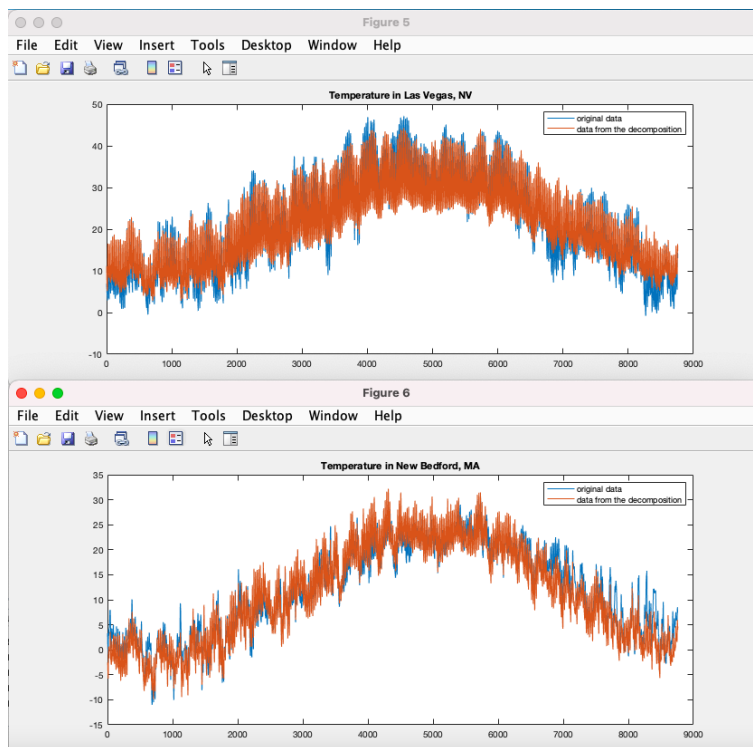 Figure 5
File Edit View Insert Tools Desktop Window Help
Temperature in Las Vegas, NV
50
original data
data from the decomposition
40
30
20
10
0
-10
0 1000 2000 3000 4000 5000 6000 7000 8000 9000
Figure 6
File Edit View Insert Tools Desktop Window Help
Temperature in New Bedford, MA
35
original data
data from the decomposition
30
25
20
15
10
5
0
-5
-10
-15
0 1000 2000 3000 4000 5000 6000 7000 8000 9000